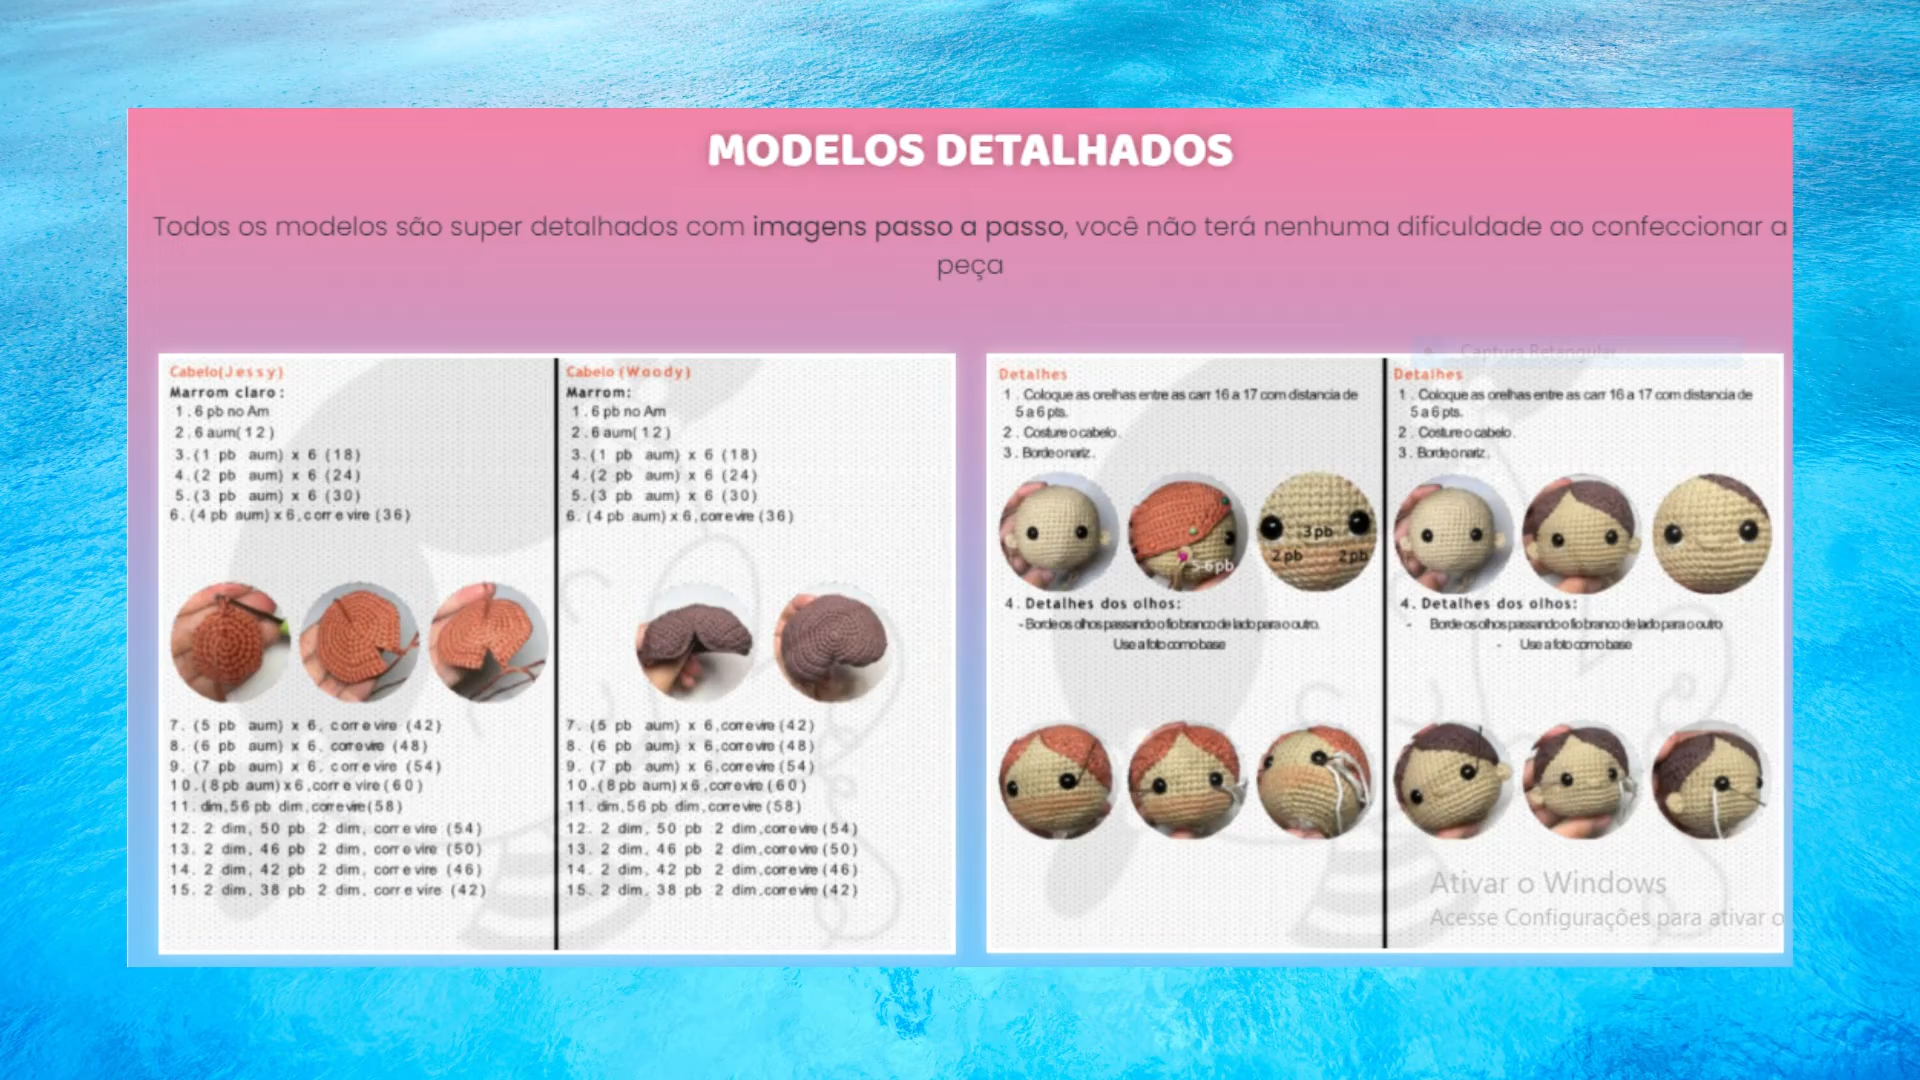 MODELOS DETALHADOS
Todos os modelos são super detalhados com imagens passo a passo, você não terá nenhuma dificuldade ao confeccionar a
peça
Captura Retangular
Cabelo(Jessy)
Marrom claro:
1. 6 pb no Am
2. 6 aum(12)
3. (1 pb aum) x 6 (18)
4. (2 pb aum) x 6 (24)
5. (3 pb aum) x 6 (30)
6. (4 pb aum) x 6, corr e vire (36)
7. (5 pb aum) x 6, corr e vire (42)
8. (6 pb aum) x 6, corr e vire (48)
9. (7 pb aum) x 6, corr e vire (54)
10. (8 pb aum) x 6, corr e vire (60)
11. dim, 56 pb dim, corr e vire (58)
12. 2 dim, 50 pb 2 dim, corr e vire (54)
13. 2 dim, 46 pb 2 dim, corr e vire (50)
14. 2 dim, 42 pb 2 dim, corr e vire (46)
15. 2 dim, 38 pb 2 dim, corr e vire (42)
Cabelo (Woody)
Marrom:
1. 6 pb no Am
2. 6 aum(12)
3. (1 pb aum) x 6 (18)
4. (2 pb aum) x 6 (24)
5. (3 pb aum) x 6 (30)
6. (4 pb aum) x 6, corr e vire (36)
7. (5 pb aum) x 6, corr e vire (42)
8. (6 pb aum) x 6, corr e vire (48)
9. (7 pb aum) x 6, corr e vire (54)
10. (8 pb aum) x 6, corr e vire (60)
11. dim, 56 pb dim, corr e vire (58)
12. 2 dim, 50 pb 2 dim, corr e vire (54)
13. 2 dim, 46 pb 2 dim, corr e vire (50)
14. 2 dim, 42 pb 2 dim, corr e vire (46)
15. 2 dim, 38 pb 2 dim, corr e vire (42)
Detalhes
1. Coloque as orelhas entre as carr 16 a 17 com distancia de
5 a 6 pts.
2. Costure o cabelo.
3. Borde o nariz.
5-6pb
3pb
2pb 2pb
4. Detalhes dos olhos:
- Borde os olhos passando o fio branco de lado para o outro.
Use a foto como base
Detalhes
1. Coloque as orelhas entre as carr 16 a 17 com distancia de
5 a 6 pts.
2. Costure o cabelo.
3. Borde o nariz.
4. Detalhes dos olhos:
- Borde os olhos passando o fio branco de lado para o outro
- Use a foto como base
Ativar o Windows
Acesse Configurações para ativar o